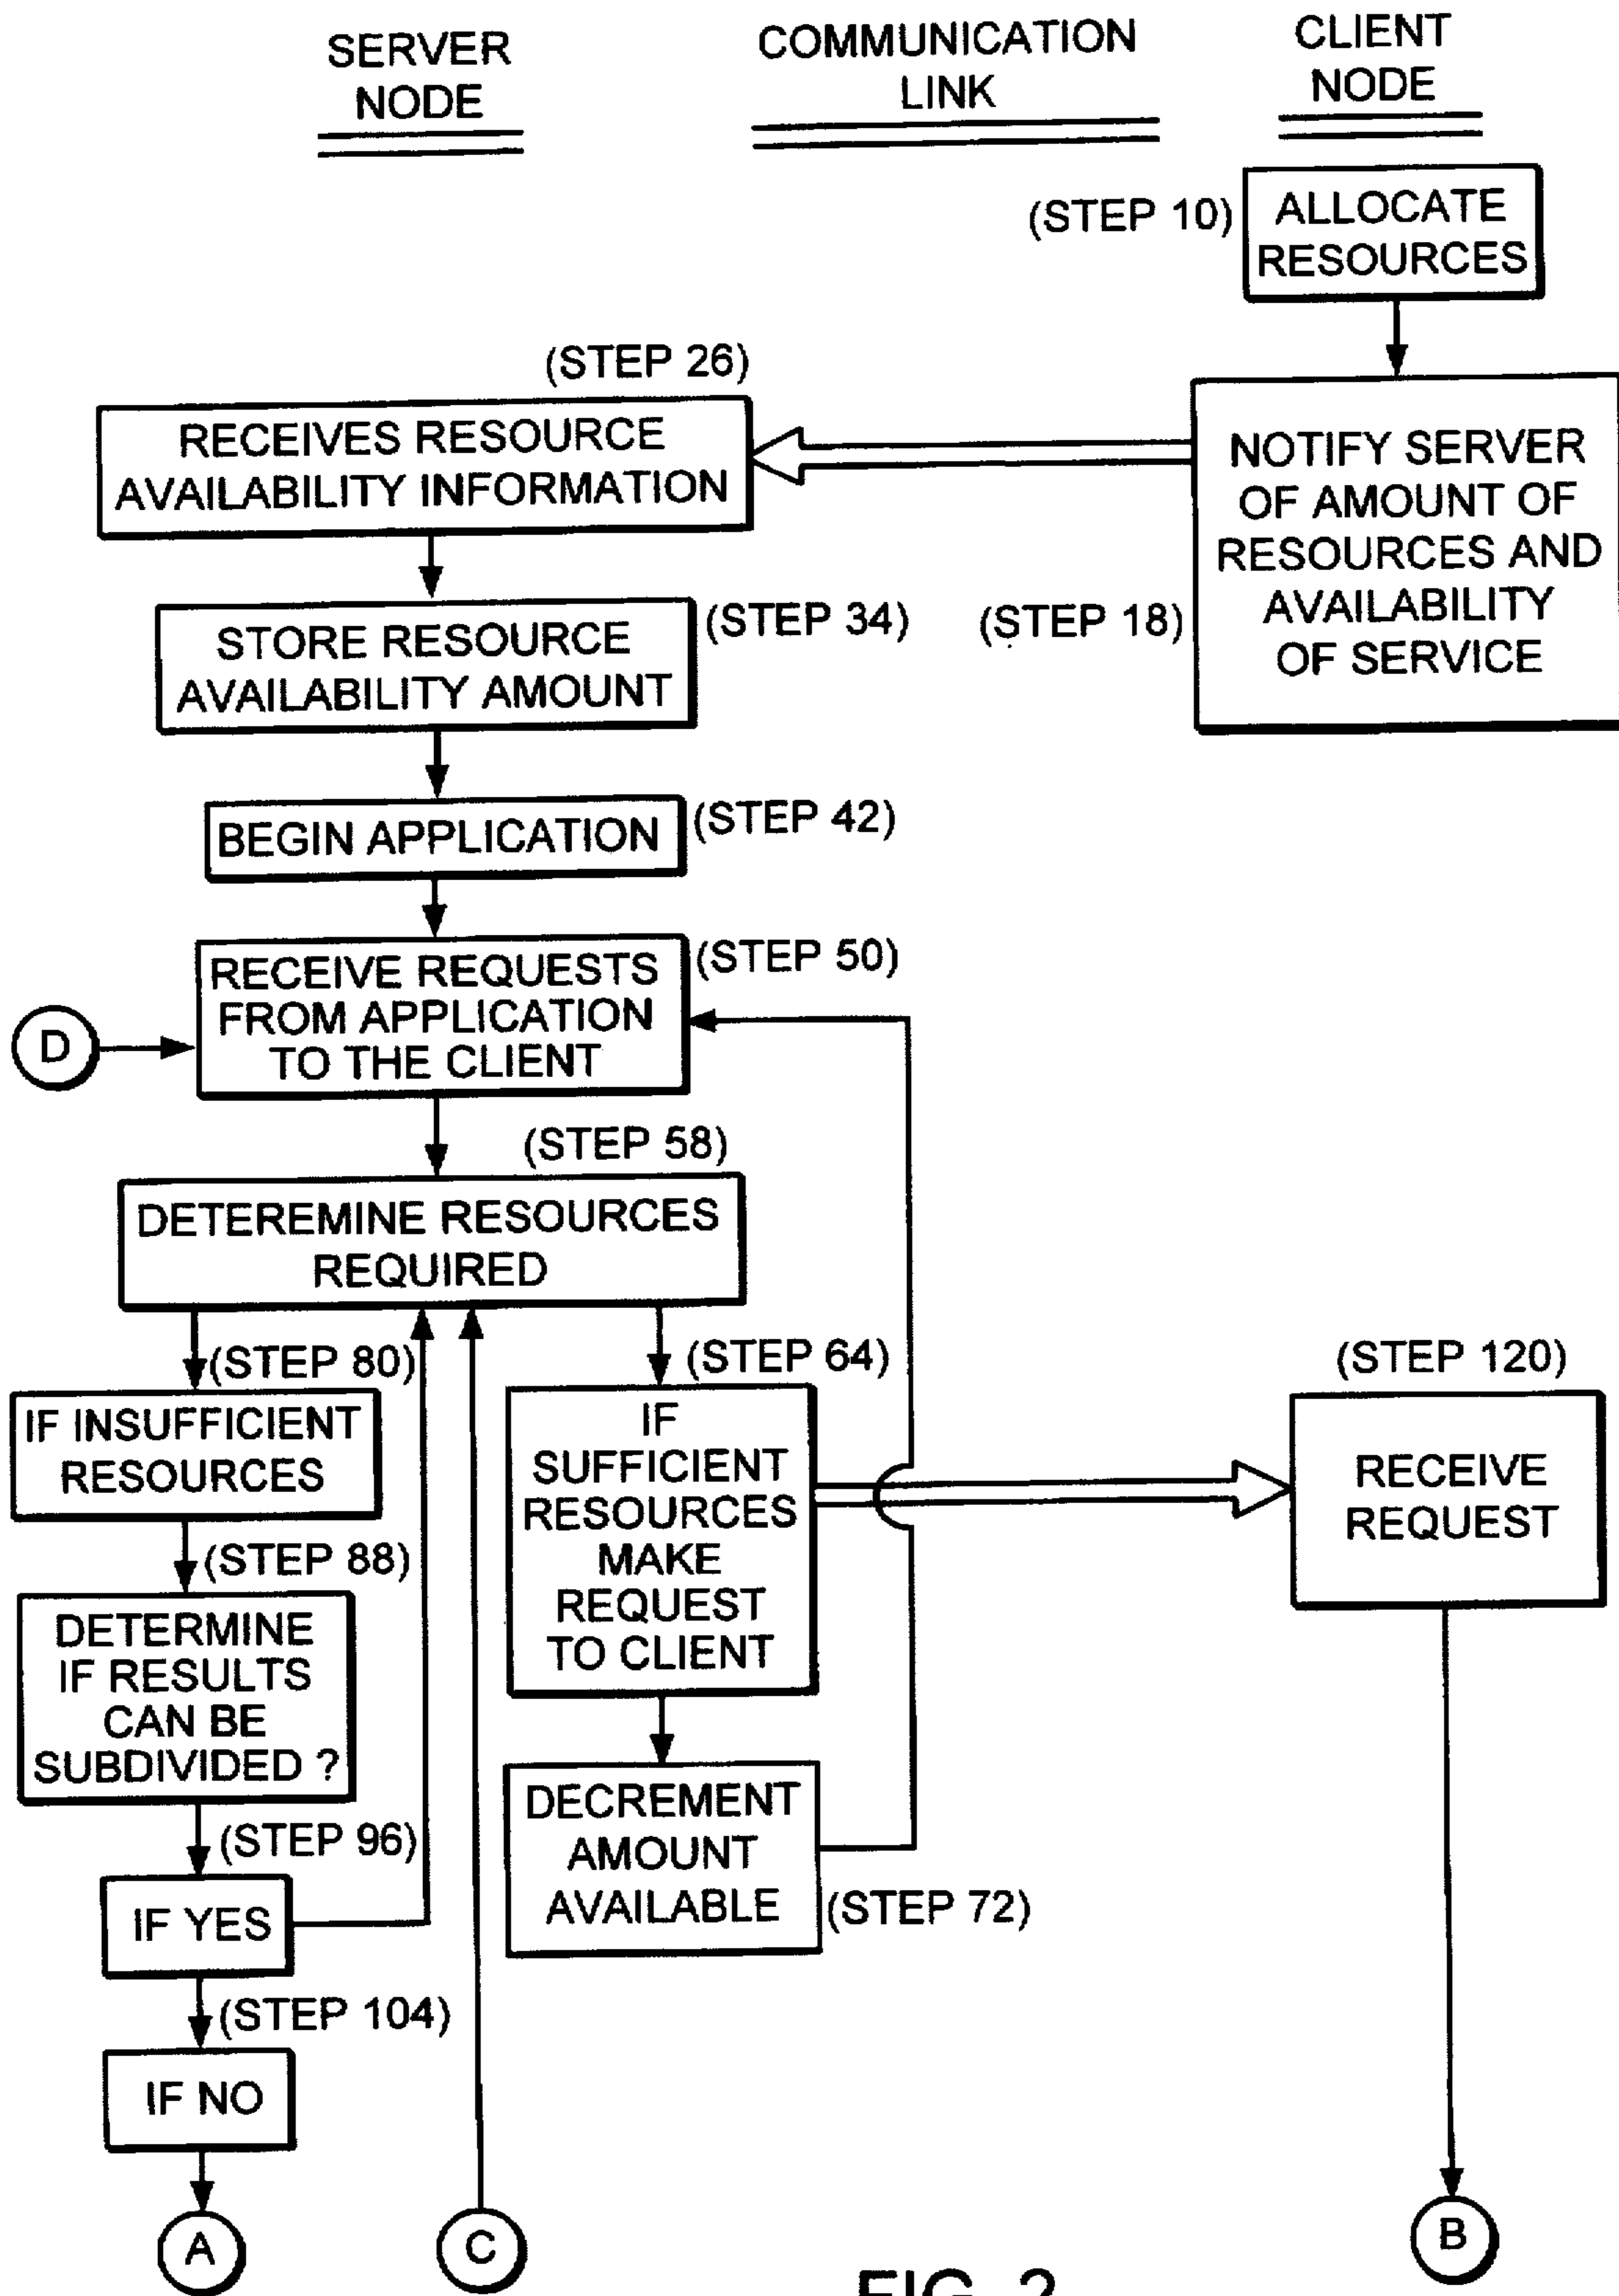 SERVER
NODE
COMMUNICATION
LINK
CLIENT
NODE
(STEP 10)
ALLOCATE
RESOURCES
(STEP 26)
RECEIVES RESOURCE
AVAILABILITY INFORMATION
NOTIFY SERVER
OF AMOUNT OF
RESOURCES AND
AVAILABILITY
OF SERVICE
(STEP 18)
STORE RESOURCE
AVAILABILITY AMOUNT
(STEP 34)
BEGIN APPLICATION
(STEP 42)
RECEIVE REQUESTS
FROM APPLICATION
TO THE CLIENT
(STEP 50)
D
(STEP 58)
DETEREMINE RESOURCES
REQUIRED
(STEP 80)
IF INSUFFICIENT
RESOURCES
(STEP 64)
IF
SUFFICIENT
RESOURCES
MAKE
REQUEST
TO CLIENT
(STEP 120)
RECEIVE
REQUEST
(STEP 88)
DETERMINE
IF RESULTS
CAN BE
SUBDIVIDED ?
DECREMENT
AMOUNT
AVAILABLE
(STEP 72)
(STEP 96)
IF YES
(STEP 104)
IF NO
A
C
B
FIG. 2